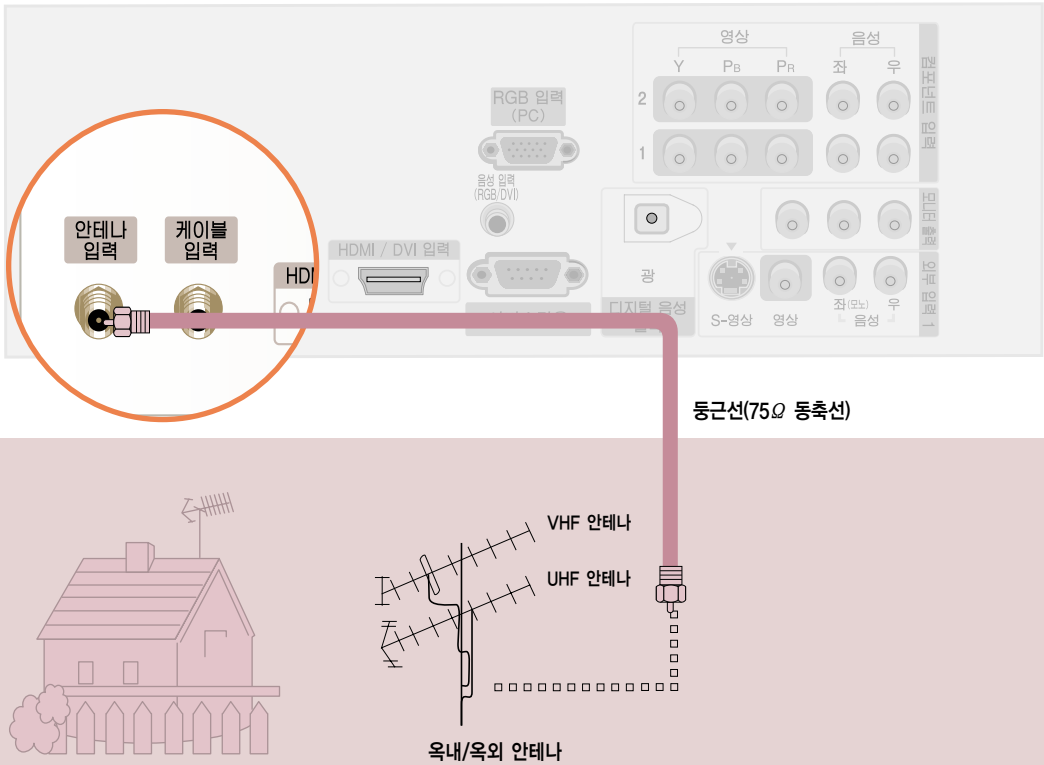 영상
음성
Y PB PR 좌 우
2
1
컴포넌트 입력
RGB 입력
(PC)
음성 입력
(RGB/DVI)
안테나
입력
케이블
입력
HDM
HDMI / DVI 입력
모니터 출력
광
디지털 음성
S-영상
영상
좌(모노)
우
음성
외부 입력 1
둥근선(75Ω 동축선)
VHF 안테나
UHF 안테나
옥내/옥외 안테나